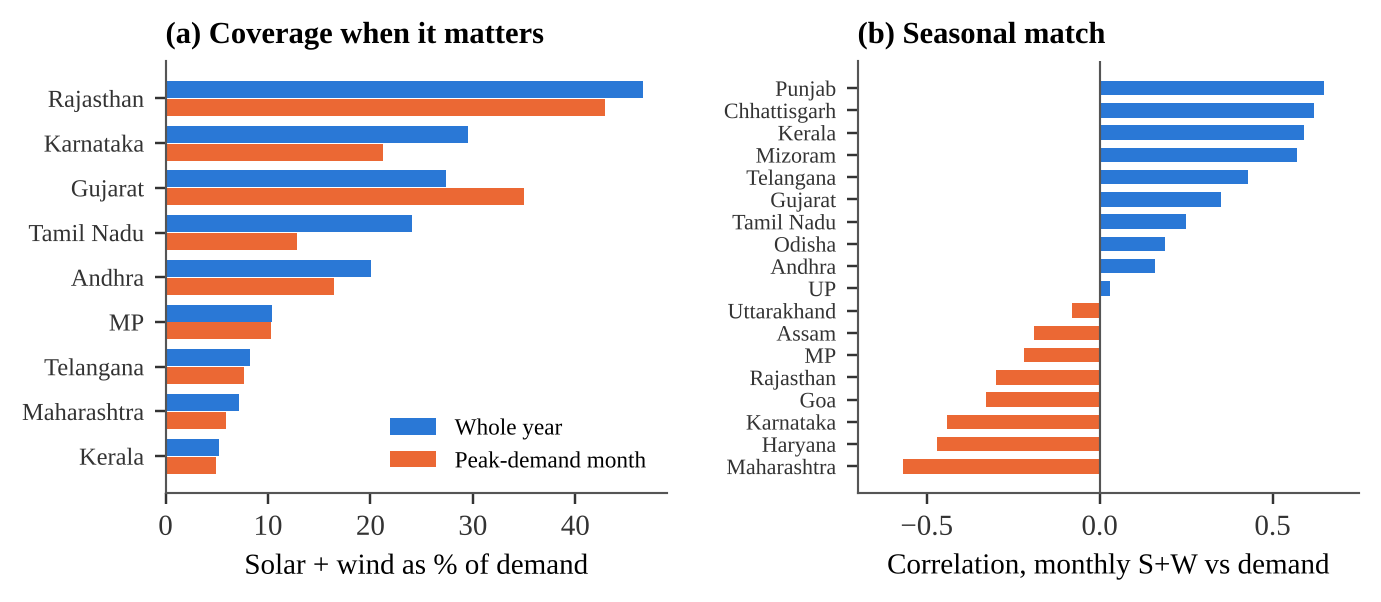 (a) Coverage when it matters
Rajasthan
Karnataka
Gujarat
Tamil Nadu
Andhra
MP
Telangana
Maharashtra
Kerala
Whole year
Peak-demand month
0 10 20 30 40
Solar + wind as % of demand
(b) Seasonal match
Punjab
Chhattisgarh
Kerala
Mizoram
Telangana
Gujarat
Tamil Nadu
Odisha
Andhra
UP
Uttarakhand
Assam
MP
Rajasthan
Goa
Karnataka
Haryana
Maharashtra
−0.5 0.0 0.5
Correlation, monthly S+W vs demand